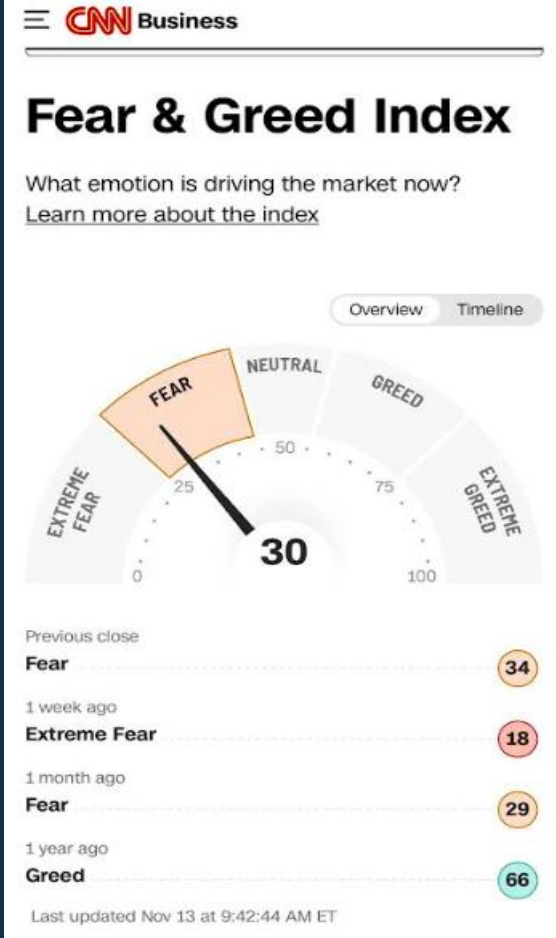 CNN Business
Fear & Greed Index
What emotion is driving the market now?
Learn more about the index
Overview Timeline
EXTREME FEAR
FEAR
NEUTRAL
GREED
EXTREME GREED
0
25
50
75
100
30
Previous close
Fear 34
1 week ago
Extreme Fear 18
1 month ago
Fear 29
1 year ago
Greed 66
Last updated Nov 13 at 9:42:44 AM ET